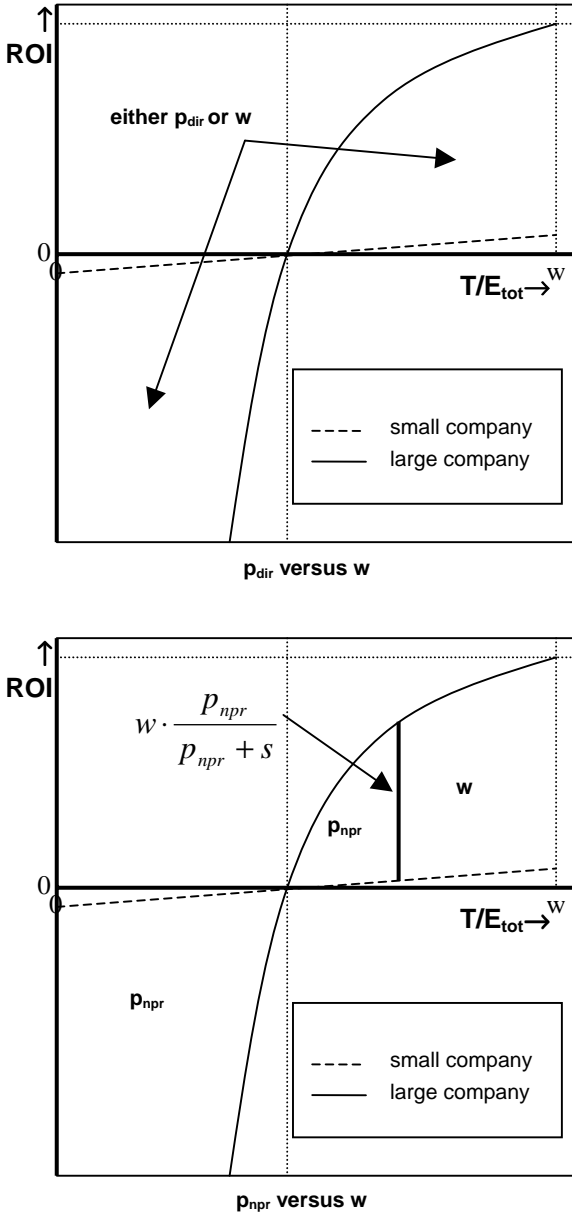 ↑
ROI
either p_dir or w
0
0
w
T/E_tot→
small company
large company
p_dir versus w
↑
ROI
w · p_npr / (p_npr + s)
w
p_npr
0
0
w
T/E_tot→
p_npr
small company
large company
p_npr versus w